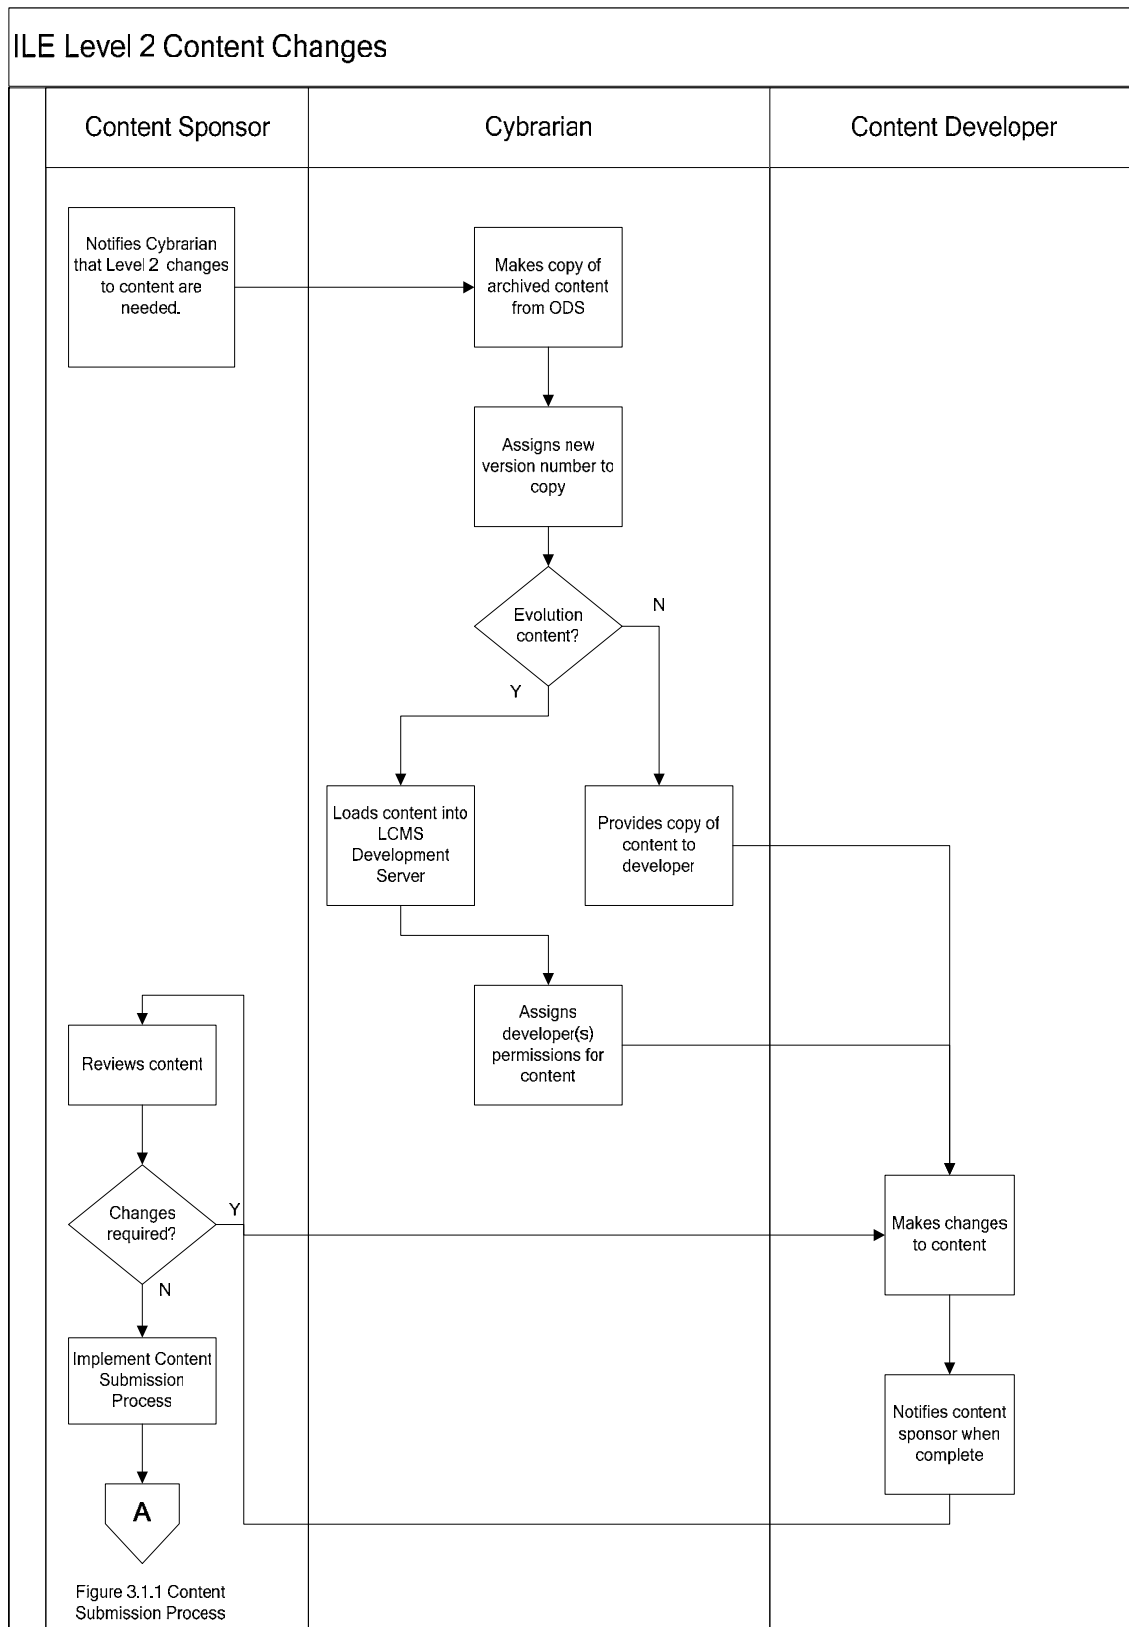 ILE Level 2 Content Changes
Content Sponsor
Cybrarian
Content Developer
Notifies Cybrarian
that Level 2 changes
to content are
needed.
Makes copy of
archived content
from ODS
Assigns new
version number to
copy
Evolution
content?
N
Y
Loads content into
LCMS
Development
Server
Provides copy of
content to
developer
Assigns
developer(s)
permissions for
content
Reviews content
Changes
required?
Y
N
Makes changes
to content
Implement Content
Submission
Process
Notifies content
sponsor when
complete
A
Figure 3.1.1 Content
Submission Process